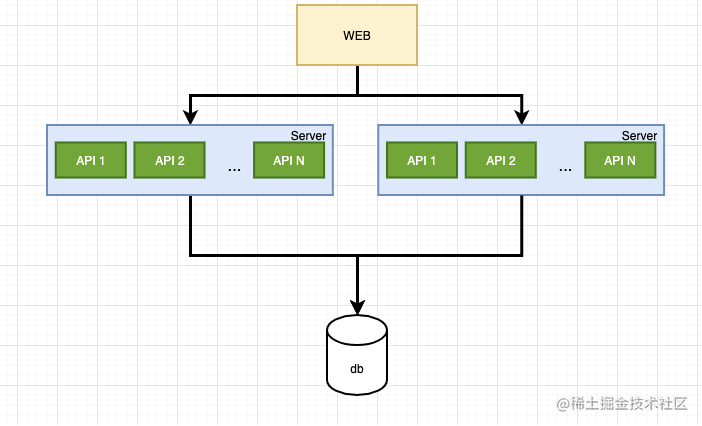 WEB
Server
API 1 API 2 ... API N
Server
API 1 API 2 ... API N
db
@稀土掘金技术社区